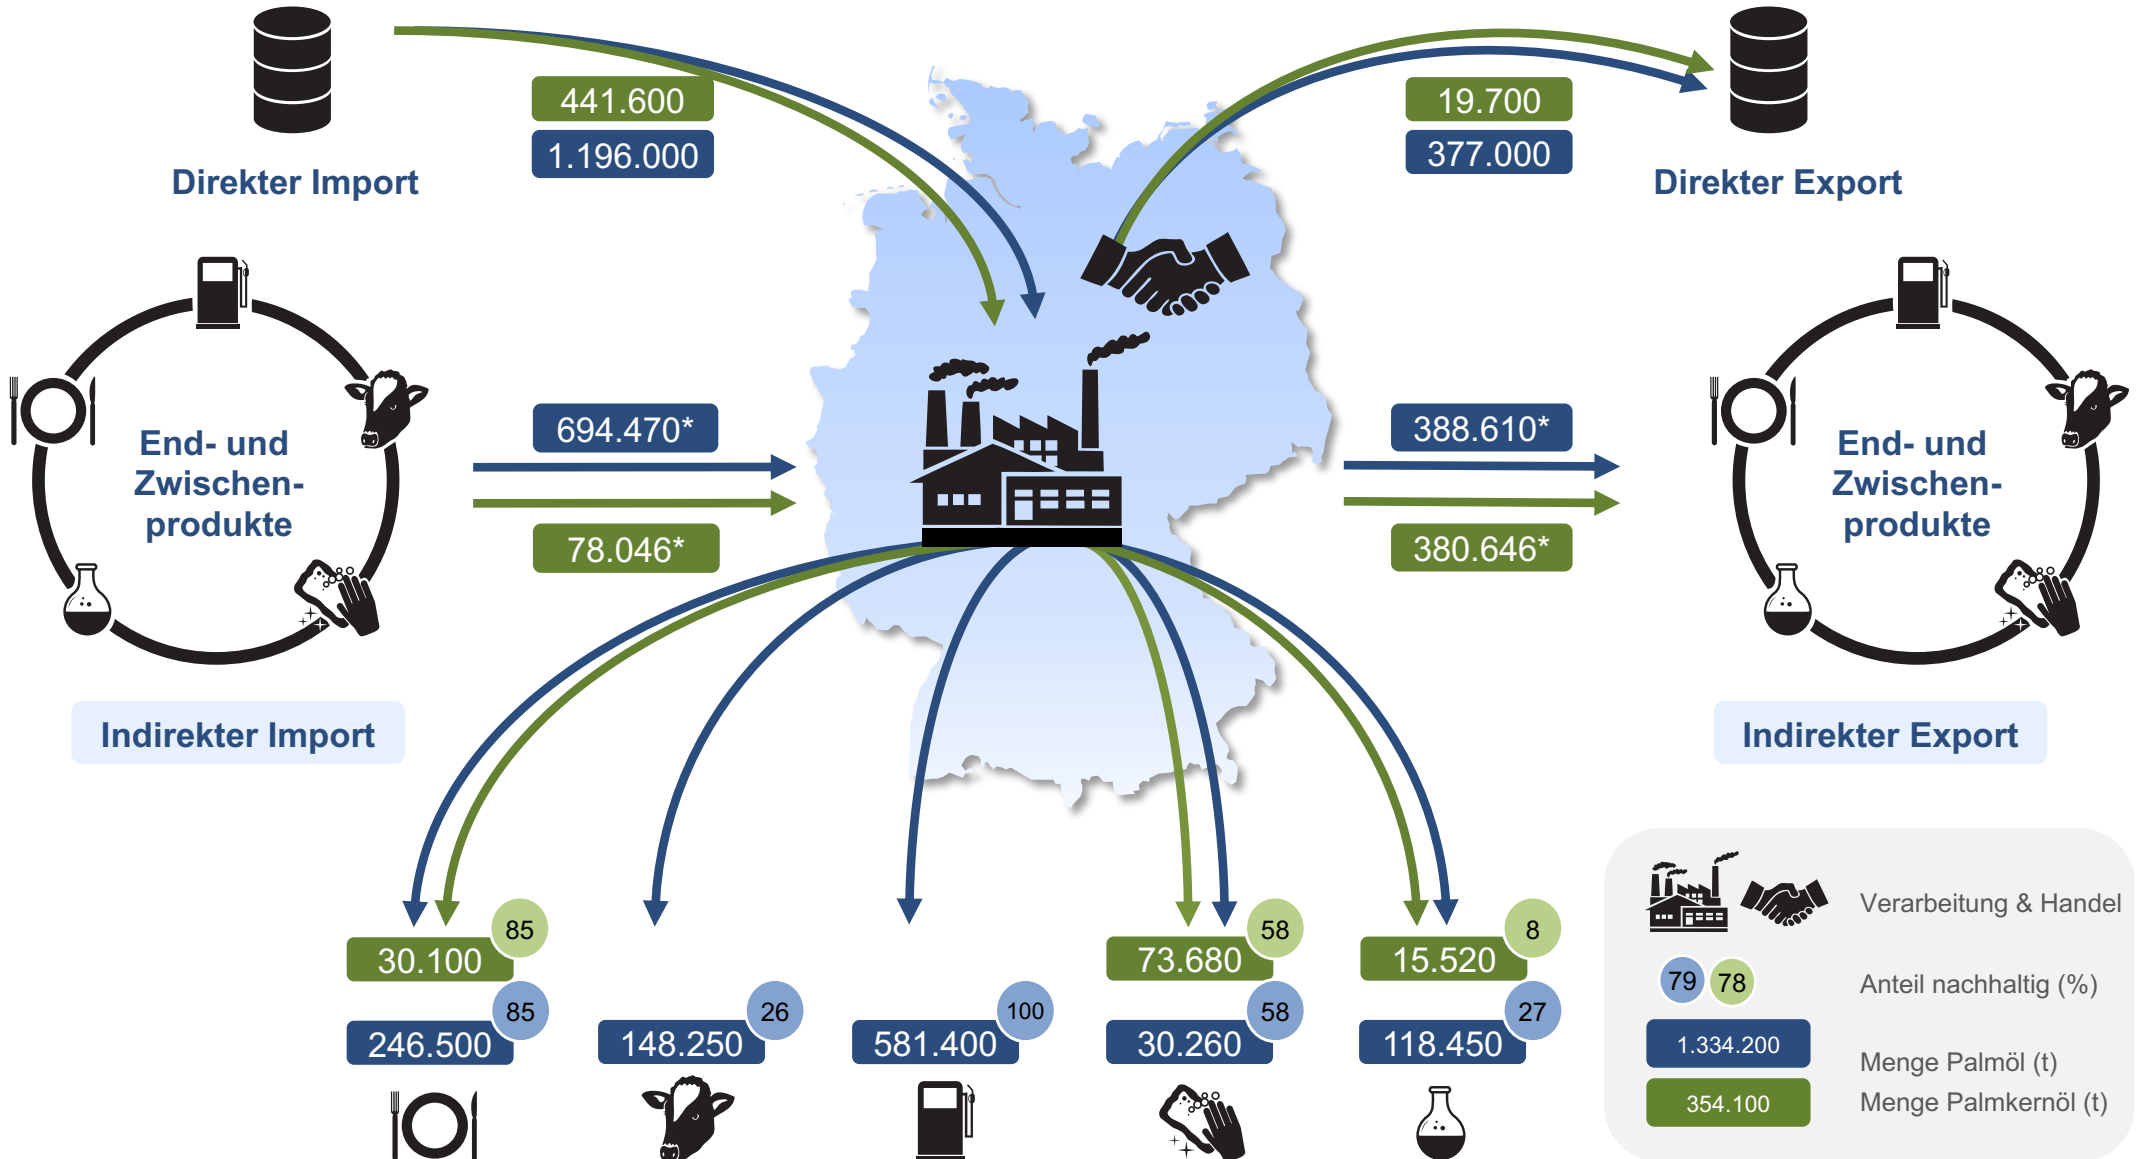 441.600
1.196.000
Direkter Import
19.700
377.000
Direkter Export
End- und
Zwischen-
produkte
694.470*
78.046*
388.610*
380.646*
End- und
Zwischen-
produkte
Indirekter Import
Indirekter Export
85
30.100
85
246.500
26
148.250
100
581.400
58
73.680
58
30.260
8
15.520
27
118.450
Verarbeitung & Handel
79 78 Anteil nachhaltig (%)
1.334.200 Menge Palmöl (t)
354.100 Menge Palmkernöl (t)